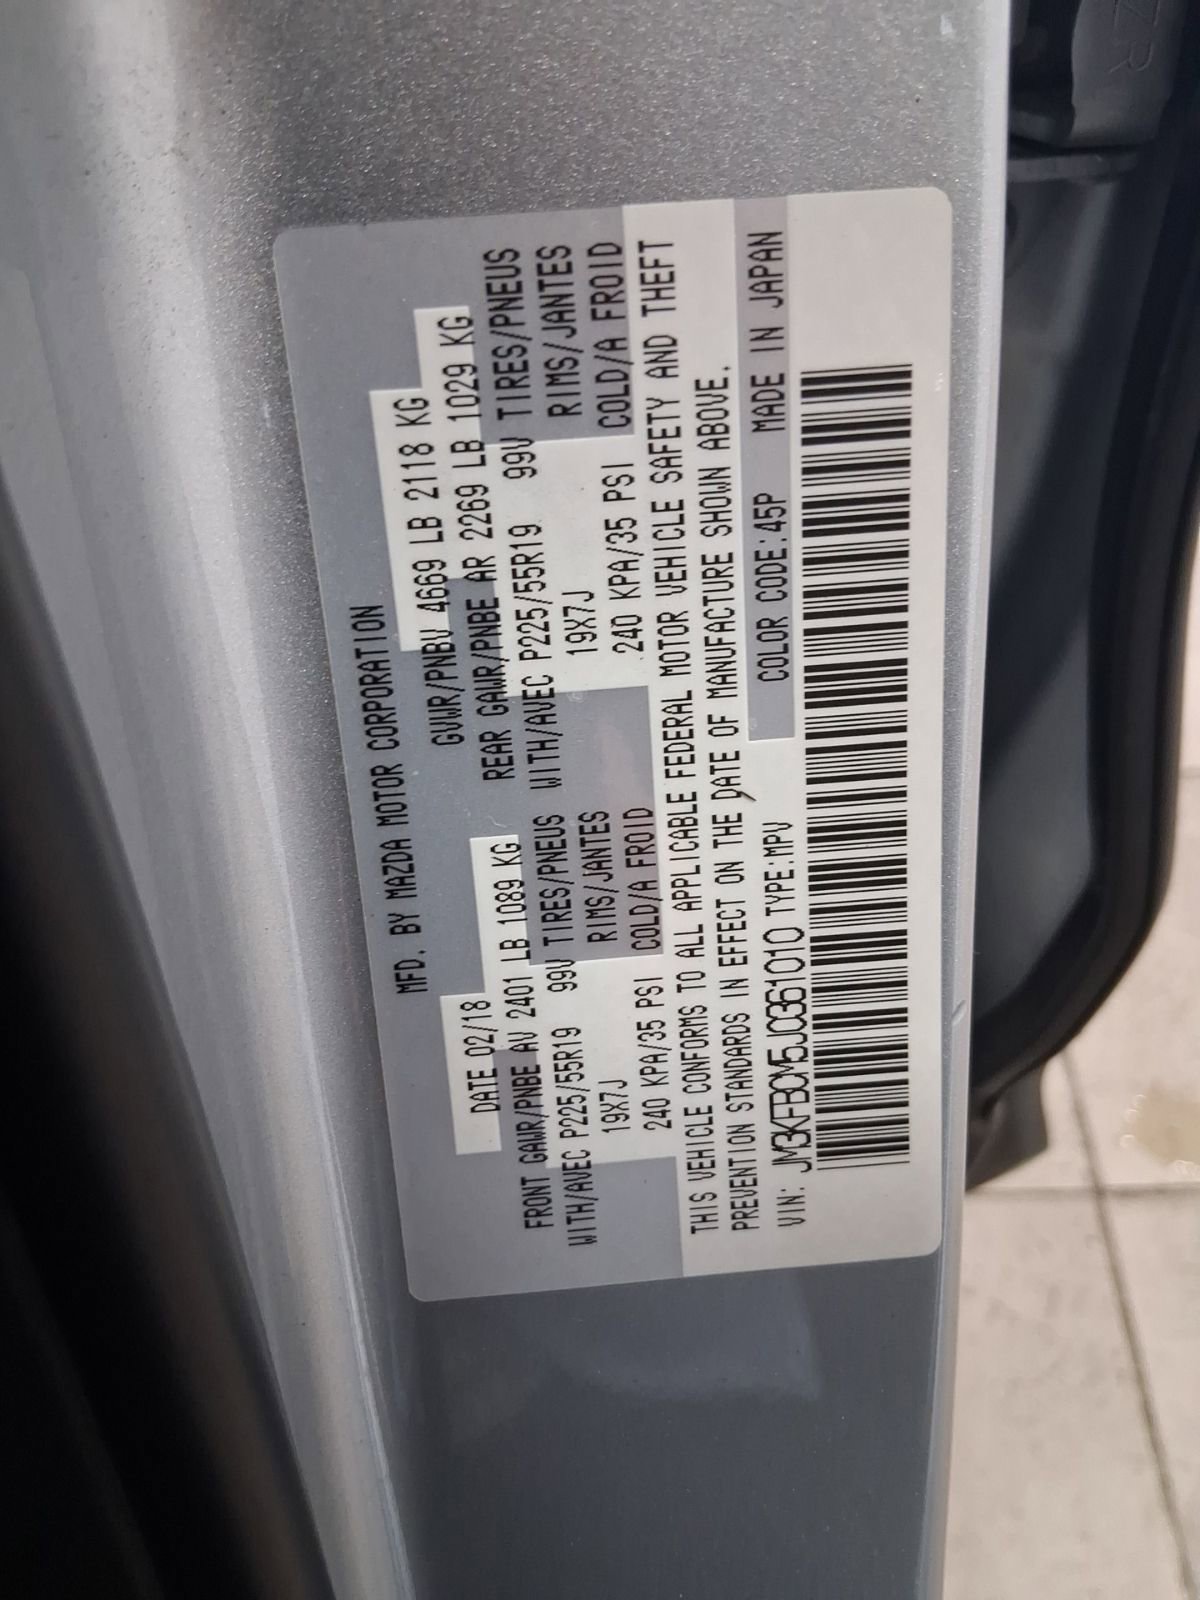 MFD. BY MAZDA MOTOR CORPORATION
DATE 02/18 GVWR/PNBV 4669 LB 2118 KG
FRONT GAWR/PNBE AV 2401 LB 1089 KG REAR GAWR/PNBE AR 2269 LB 1029 KG
WITH/AVEC P225/55R19 99V TIRES/PNEUS WITH/AVEC P225/55R19 99V TIRES/PNEUS
19X7J RIMS/JANTES 19X7J RIMS/JANTES
240 KPA/35 PSI COLD/A FROID 240 KPA/35 PSI COLD/A FROID
THIS VEHICLE CONFORMS TO ALL APPLICABLE FEDERAL MOTOR VEHICLE SAFETY AND THEFT
PREVENTION STANDARDS IN EFFECT ON THE DATE OF MANUFACTURE SHOWN ABOVE.
VIN: JM3KFBCM5J0361010 TYPE:MPV COLOR CODE:45P MADE IN JAPAN